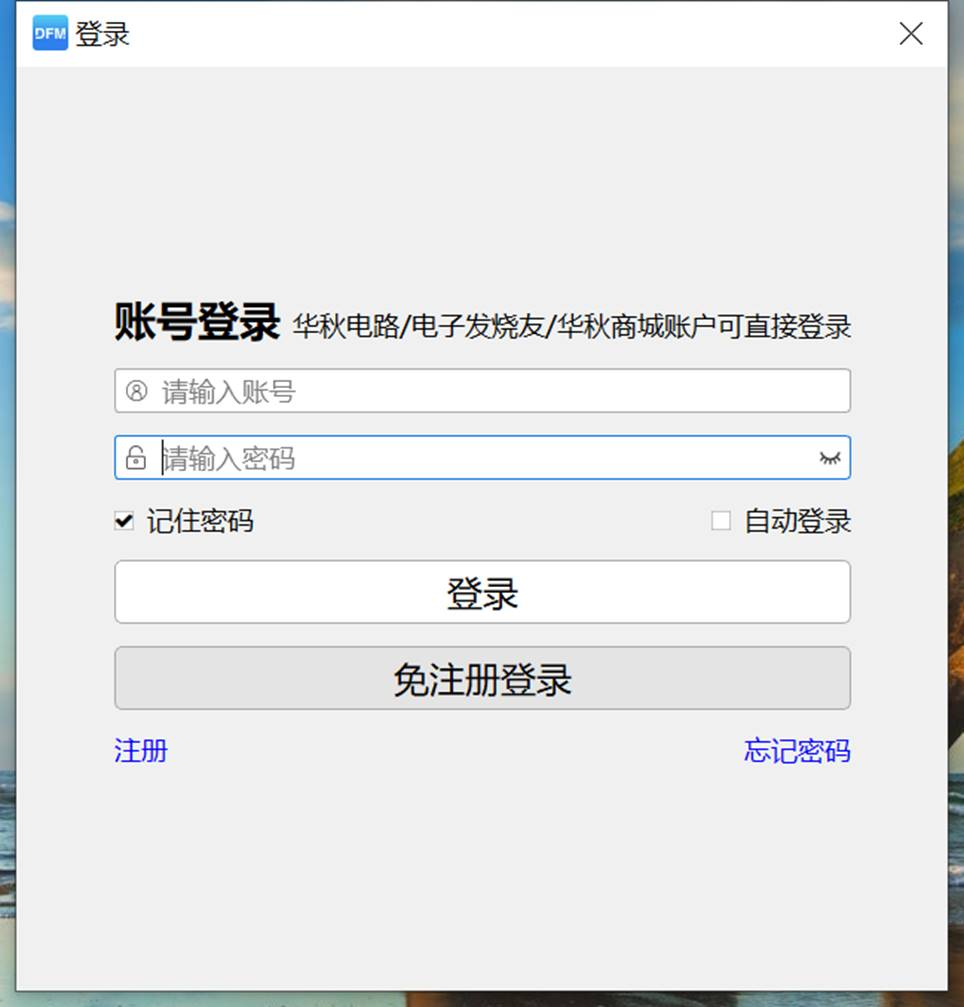 DFM 登录
账号登录 华秋电路/电子发烧友/华秋商城账户可直接登录
请输入账号
请输入密码
记住密码 自动登录
登录
免注册登录
注册 忘记密码